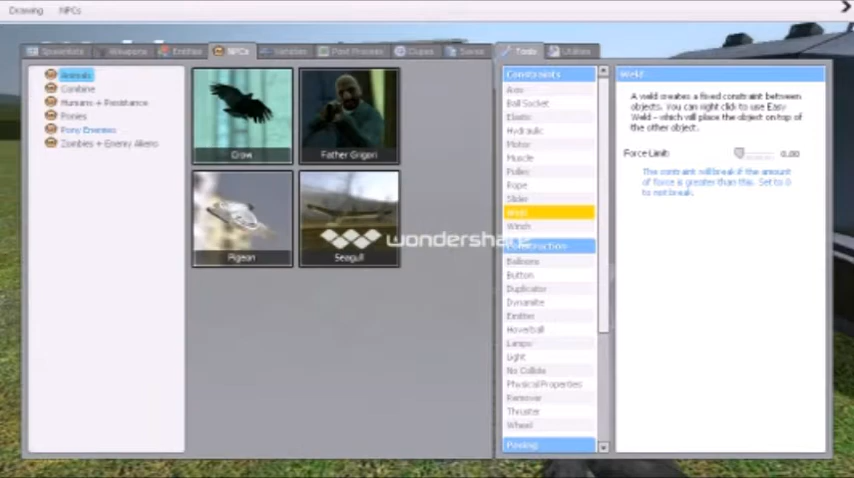 Drawing NPCs
Spawnlists Weapons Entities NPCs Vehicles Post Process Dupes Saves Tools Utilities
Animals
Combine
Humans + Resistance
Ponies
Pony Enemies
Zombies + Enemy Aliens
Crow
Father Grigori
Pigeon
Seagull
wondershare
Constraints
Axis
Ball Socket
Elastic
Hydraulic
Motor
Muscle
Pulley
Rope
Slider
Weld
Winch
Construction
Balloons
Button
Duplicator
Dynamite
Emitter
Hoverball
Lamps
Light
No Collide
Physical Properties
Remover
Thruster
Wheel
Posing
Weld
A weld creates a fixed constraint between
objects. You can right click to use Easy
Weld - which will place the object on top of
the other object.
Force Limit: 0.00
The contraint will break if the amount
of force is greater than this. Set to 0
to not break.